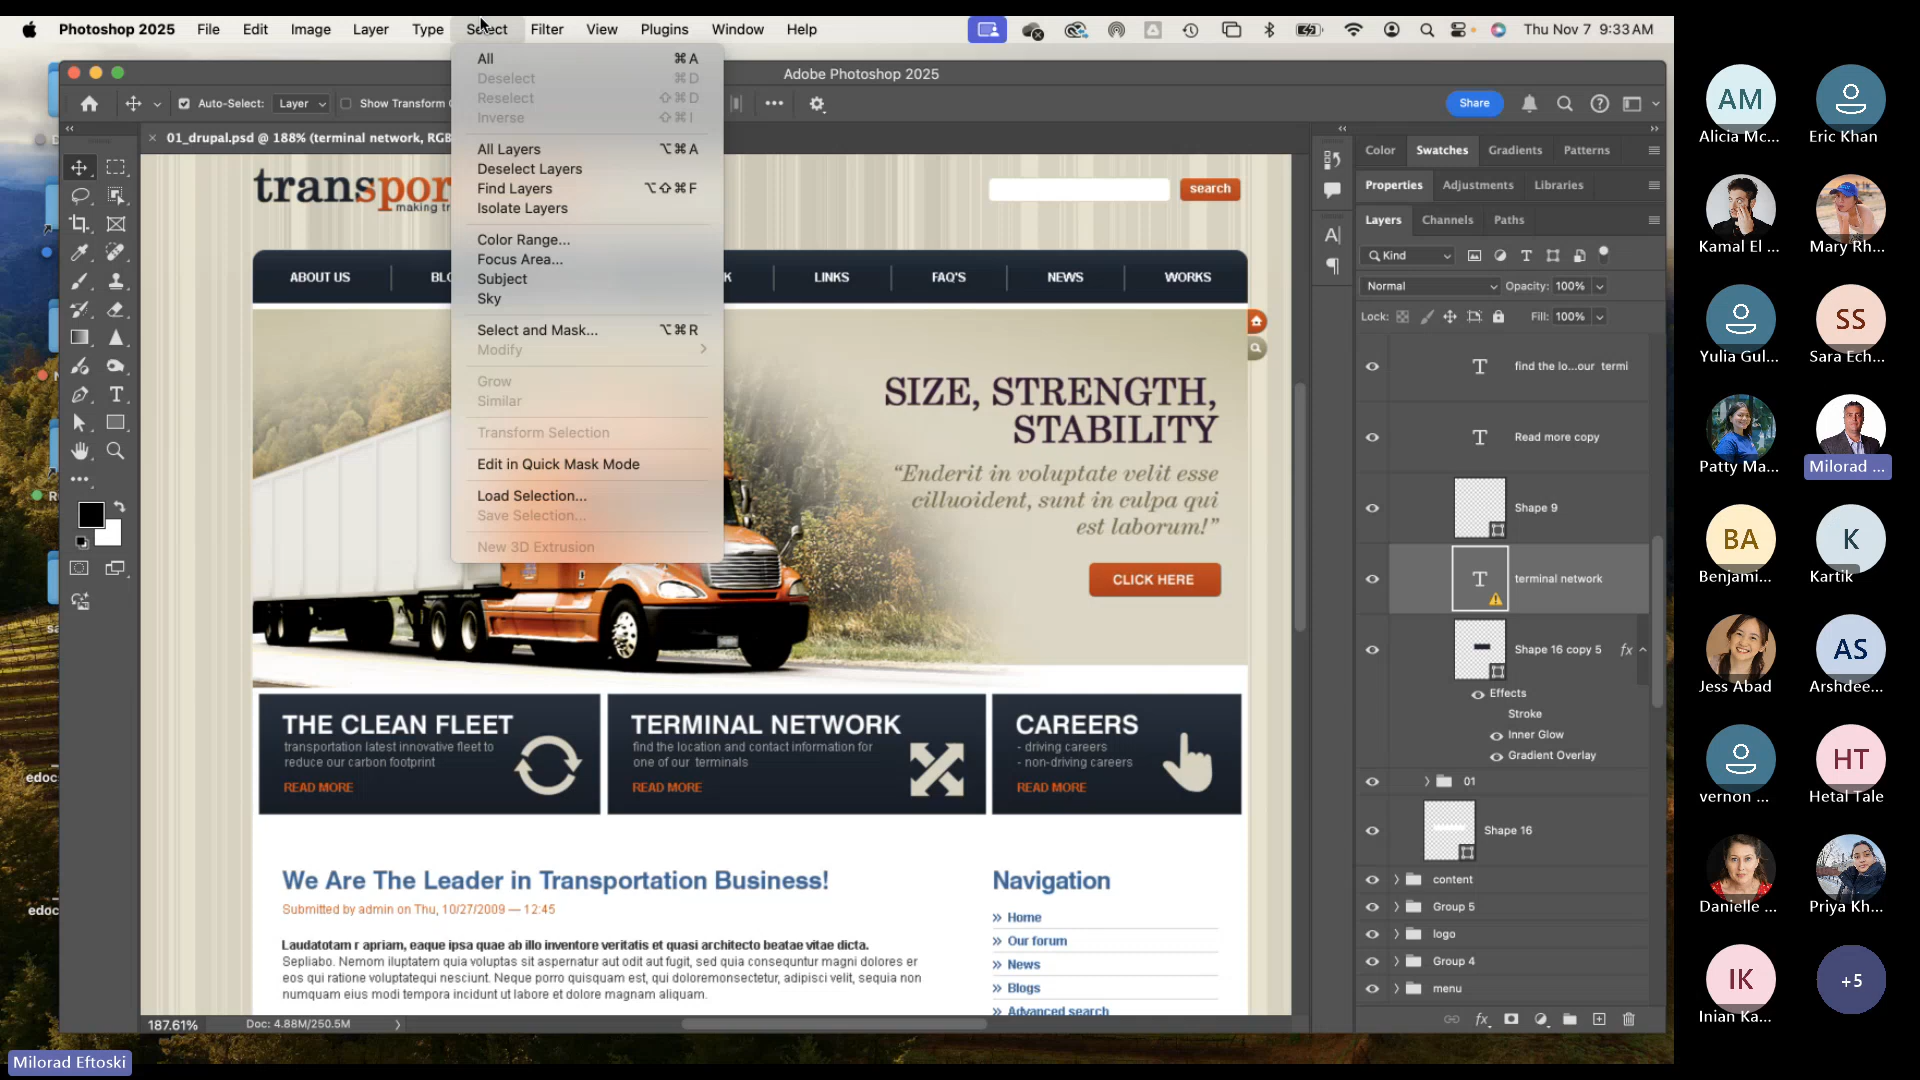 Photoshop 2025 File Edit Image Layer Type Select Filter View Plugins Window Help
Thu Nov 7 9:33 AM
Adobe Photoshop 2025
Auto-Select: Layer Show Transform
Share
01_drupal.psd @ 188% (terminal network, RGB
All ⌘A
Deselect ⌘D
Reselect ⇧⌘D
Inverse ⇧⌘I
All Layers ⌥⌘A
Deselect Layers
Find Layers ⌥⇧⌘F
Isolate Layers
Color Range...
Focus Area...
Subject
Sky
Select and Mask... ⌥⌘R
Modify
Grow
Similar
Transform Selection
Edit in Quick Mask Mode
Load Selection...
Save Selection...
New 3D Extrusion
transpor
making tr
search
ABOUT US
LINKS
FAQ'S
NEWS
WORKS
SIZE, STRENGTH,
STABILITY
“Enderit in voluptate velit esse
cilluoident, sunt in culpa qui
est laborum!”
CLICK HERE
THE CLEAN FLEET
transportation latest innovative fleet to
reduce our carbon footprint
READ MORE
TERMINAL NETWORK
find the location and contact information for
one of our terminals
READ MORE
CAREERS
- driving careers
- non-driving careers
READ MORE
We Are The Leader in Transportation Business!
Submitted by admin on Thu, 10/27/2009 — 12:45
Laudatotam r apriam, eaque ipsa quae ab illo inventore veritatis et quasi architecto beatae vitae dicta.
Sepliabo. Nemom iluptatem quia voluptas sit aspernatur aut odit aut fugit, sed quia consequntur magni dolores er
eos qui ratione voluptatequi nesciunt. Neque porro quisquam est, qui doloremonsectetur, adipisci velit, sequia non
numquam eius modi tempora incidunt ut labore et dolore magnam aliquam.
Navigation
» Home
» Our forum
» News
» Blogs
» Advanced search
187.61% Doc: 4.88M/250.5M
Color Swatches Gradients Patterns
Properties Adjustments Libraries
Layers Channels Paths
Kind
Normal Opacity: 100%
Lock: Fill: 100%
find the lo...our termi
Read more copy
Shape 9
terminal network
Shape 16 copy 5 fx
Effects
Stroke
Inner Glow
Gradient Overlay
01
Shape 16
content
Group 5
logo
Group 4
menu
fx
edoc
edoc
AM
Alicia Mc...
Eric Khan
Kamal El ...
Mary Rh...
Yulia Gul...
SS
Sara Ech...
Patty Ma...
Milorad ...
BA
Benjami...
K
Kartik
Jess Abad
AS
Arshdee...
vernon ...
HT
Hetal Tale
Danielle ...
Priya Kh...
IK
Inian Ka...
+5
Milorad Eftoski